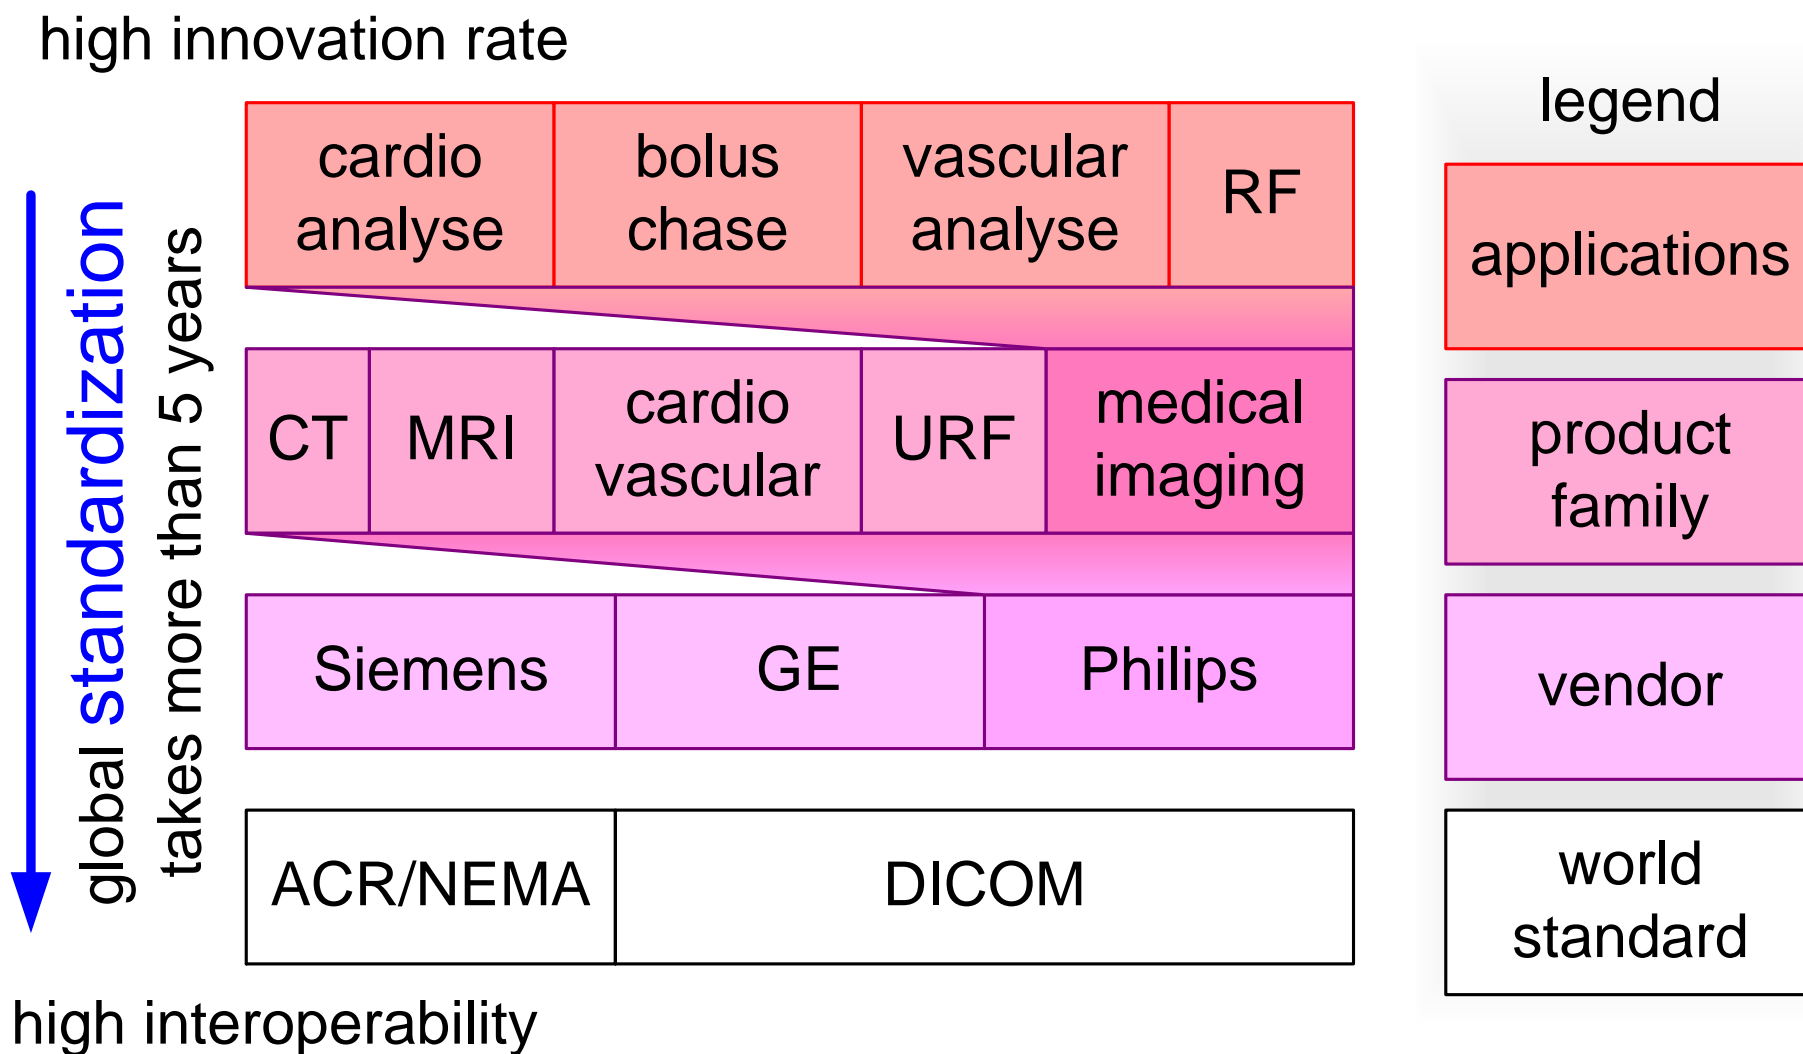 high innovation rate
legend
cardio
analyse
bolus
chase
vascular
analyse
RF
applications
global standardization
takes more than 5 years
CT
MRI
cardio
vascular
URF
medical
imaging
product
family
Siemens
GE
Philips
vendor
ACR/NEMA
DICOM
world
standard
high interoperability